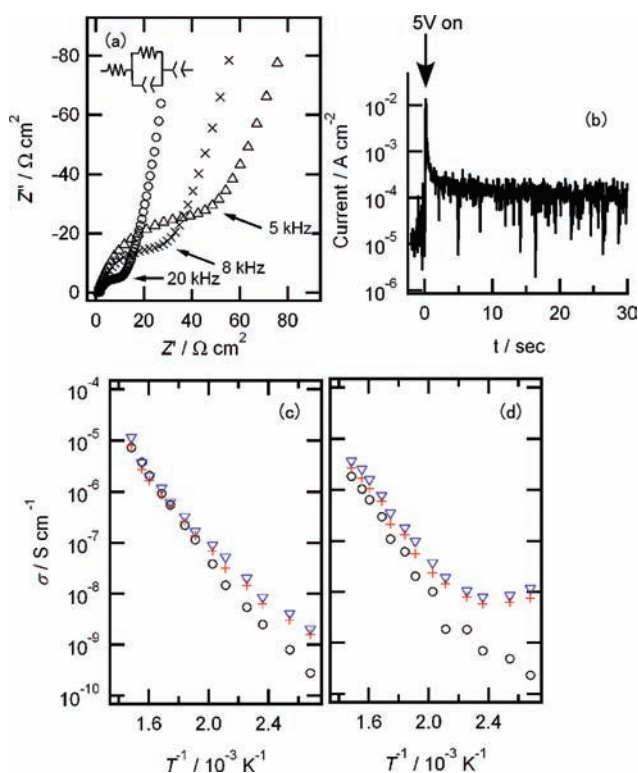 (a)
-80
-60
-40
-20
0
Z'' / Ω cm²
5 kHz
8 kHz
20 kHz
0 20 40 60 80
Z' / Ω cm²
5V on
(b)
Current / A cm⁻²
10⁻²
10⁻³
10⁻⁴
10⁻⁵
10⁻⁶
0 10 20 30
t / sec
(c)
σ / S cm⁻¹
10⁻⁴
10⁻⁵
10⁻⁶
10⁻⁷
10⁻⁸
10⁻⁹
10⁻¹⁰
1.6 2.0 2.4
T⁻¹ / 10⁻³ K⁻¹
(d)
1.6 2.0 2.4
T⁻¹ / 10⁻³ K⁻¹